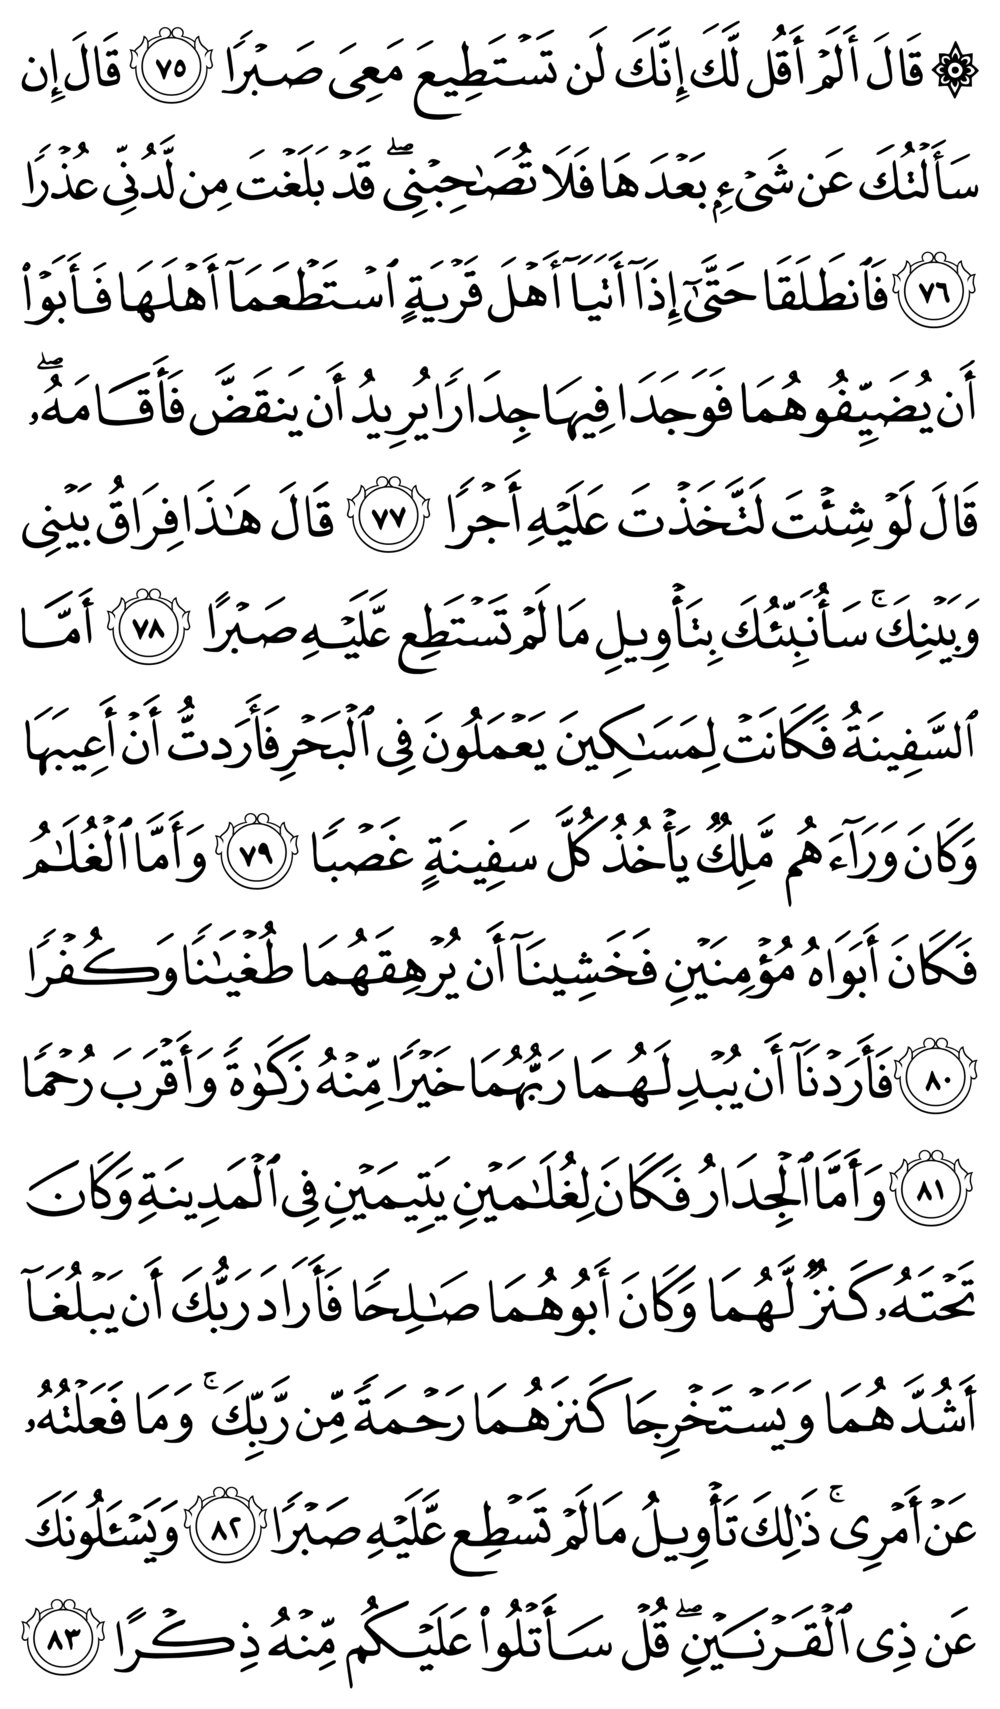 ۞ قَالَ أَلَمْ أَقُل لَّكَ إِنَّكَ لَن تَسْتَطِيعَ مَعِىَ صَبْرًا ٧٥ قَالَ إِن
سَأَلْتُكَ عَن شَىْءٍۭ بَعْدَهَا فَلَا تُصَـٰحِبْنِى ۖ قَدْ بَلَغْتَ مِن لَّدُنِّى عُذْرًا
٧٦ فَٱنطَلَقَا حَتَّىٰٓ إِذَآ أَتَيَآ أَهْلَ قَرْيَةٍ ٱسْتَطْعَمَآ أَهْلَهَا فَأَبَوْا۟
أَن يُضَيِّفُوهُمَا فَوَجَدَا فِيهَا جِدَارًا يُرِيدُ أَن يَنقَضَّ فَأَقَامَهُۥ ۖ
قَالَ لَوْ شِئْتَ لَتَّخَذْتَ عَلَيْهِ أَجْرًا ٧٧ قَالَ هَـٰذَا فِرَاقُ بَيْنِى
وَبَيْنِكَ ۚ سَأُنَبِّئُكَ بِتَأْوِيلِ مَا لَمْ تَسْتَطِع عَّلَيْهِ صَبْرًا ٧٨ أَمَّا
ٱلسَّفِينَةُ فَكَانَتْ لِمَسَـٰكِينَ يَعْمَلُونَ فِى ٱلْبَحْرِ فَأَرَدتُّ أَنْ أَعِيبَهَا
وَكَانَ وَرَآءَهُم مَّلِكٌ يَأْخُذُ كُلَّ سَفِينَةٍ غَصْبًا ٧٩ وَأَمَّا ٱلْغُلَـٰمُ
فَكَانَ أَبَوَاهُ مُؤْمِنَيْنِ فَخَشِينَآ أَن يُرْهِقَهُمَا طُغْيَـٰنًا وَكُفْرًا
٨٠ فَأَرَدْنَآ أَن يُبْدِلَهُمَا رَبُّهُمَا خَيْرًا مِّنْهُ زَكَوٰةً وَأَقْرَبَ رُحْمًا
٨١ وَأَمَّا ٱلْجِدَارُ فَكَانَ لِغُلَـٰمَيْنِ يَتِيمَيْنِ فِى ٱلْمَدِينَةِ وَكَانَ
تَحْتَهُۥ كَنزٌ لَّهُمَا وَكَانَ أَبُوهُمَا صَـٰلِحًا فَأَرَادَ رَبُّكَ أَن يَبْلُغَآ
أَشُدَّهُمَا وَيَسْتَخْرِجَا كَنزَهُمَا رَحْمَةً مِّن رَّبِّكَ ۚ وَمَا فَعَلْتُهُۥ
عَنْ أَمْرِى ۚ ذَٰلِكَ تَأْوِيلُ مَا لَمْ تَسْطِع عَّلَيْهِ صَبْرًا ٨٢ وَيَسْـَٔلُونَكَ
عَن ذِى ٱلْقَرْنَيْنِ ۖ قُلْ سَأَتْلُوا۟ عَلَيْكُم مِّنْهُ ذِكْرًا ٨٣